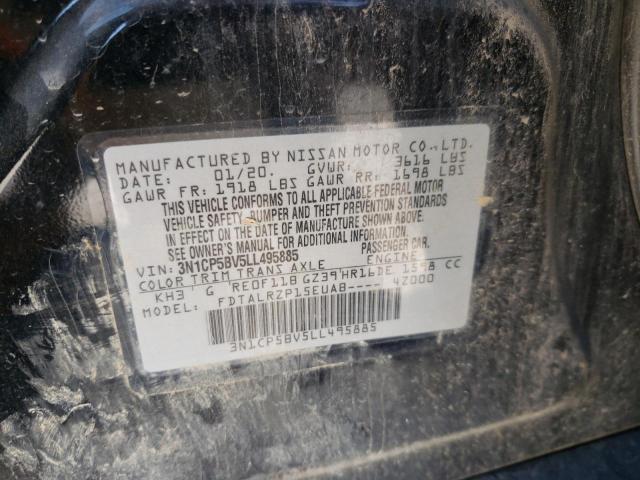 MANUFACTURED BY NISSAN MOTOR CO., LTD.
DATE: 01/20. GVWR: 3616 LBS
GAWR FR: 1918 LBS GAWR RR: 1698 LBS
THIS VEHICLE CONFORMS TO ALL APPLICABLE FEDERAL MOTOR
VEHICLE SAFETY, BUMPER AND THEFT PREVENTION STANDARDS
IN EFFECT ON THE DATE OF MANUFACTURE SHOWN ABOVE.
SEE OWNER'S MANUAL FOR ADDITIONAL INFORMATION.
VIN: 3N1CP5BV5LL495885 PASSENGER CAR.
COLOR TRIM TRANS AXLE ENGINE
KH3 G RE0F11B GZ39 HR16DE 1598 CC
MODEL: FDTALRZP15EUAB---- 4Z000
3N1CP5BV5LL495885